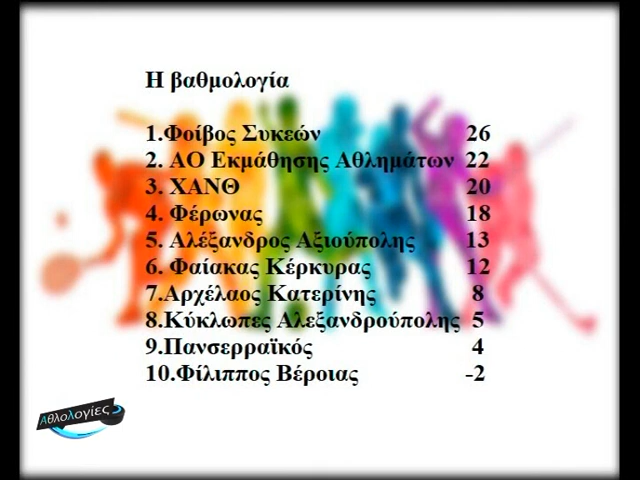 Η βαθμολογία
1.Φοίβος Συκεών 26
2. ΑΟ Εκμάθησης Αθλημάτων 22
3. ΧΑΝΘ 20
4. Φέρωνας 18
5. Αλέξανδρος Αξιούπολης 13
6. Φαίακας Κέρκυρας 12
7.Αρχέλαος Κατερίνης 8
8.Κύκλωπες Αλεξανδρούπολης 5
9.Πανσερραϊκός 4
10.Φίλιππος Βέροιας -2
Αθλολογίες